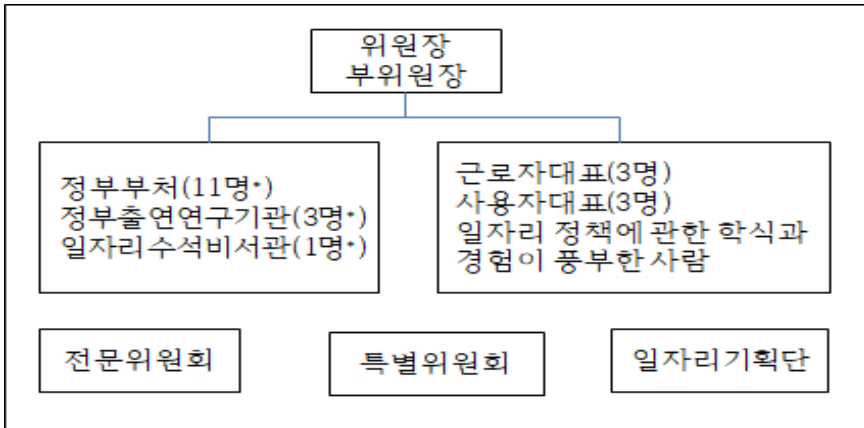 위원장
부위원장
정부부처(11명*)
정부출연연구기관(3명*)
일자리수석비서관(1명*)
근로자대표(3명)
사용자대표(3명)
일자리 정책에 관한 학식과
경험이 풍부한 사람
전문위원회
특별위원회
일자리기획단